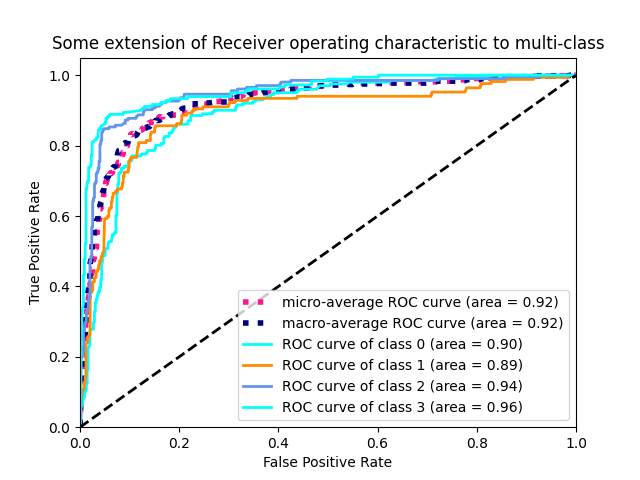 Some extension of Receiver operating characteristic to multi-class
1.0
0.8
0.6
0.4
0.2
0.0
True Positive Rate
micro-average ROC curve (area = 0.92)
macro-average ROC curve (area = 0.92)
ROC curve of class 0 (area = 0.90)
ROC curve of class 1 (area = 0.89)
ROC curve of class 2 (area = 0.94)
ROC curve of class 3 (area = 0.96)
0.0 0.2 0.4 0.6 0.8 1.0
False Positive Rate